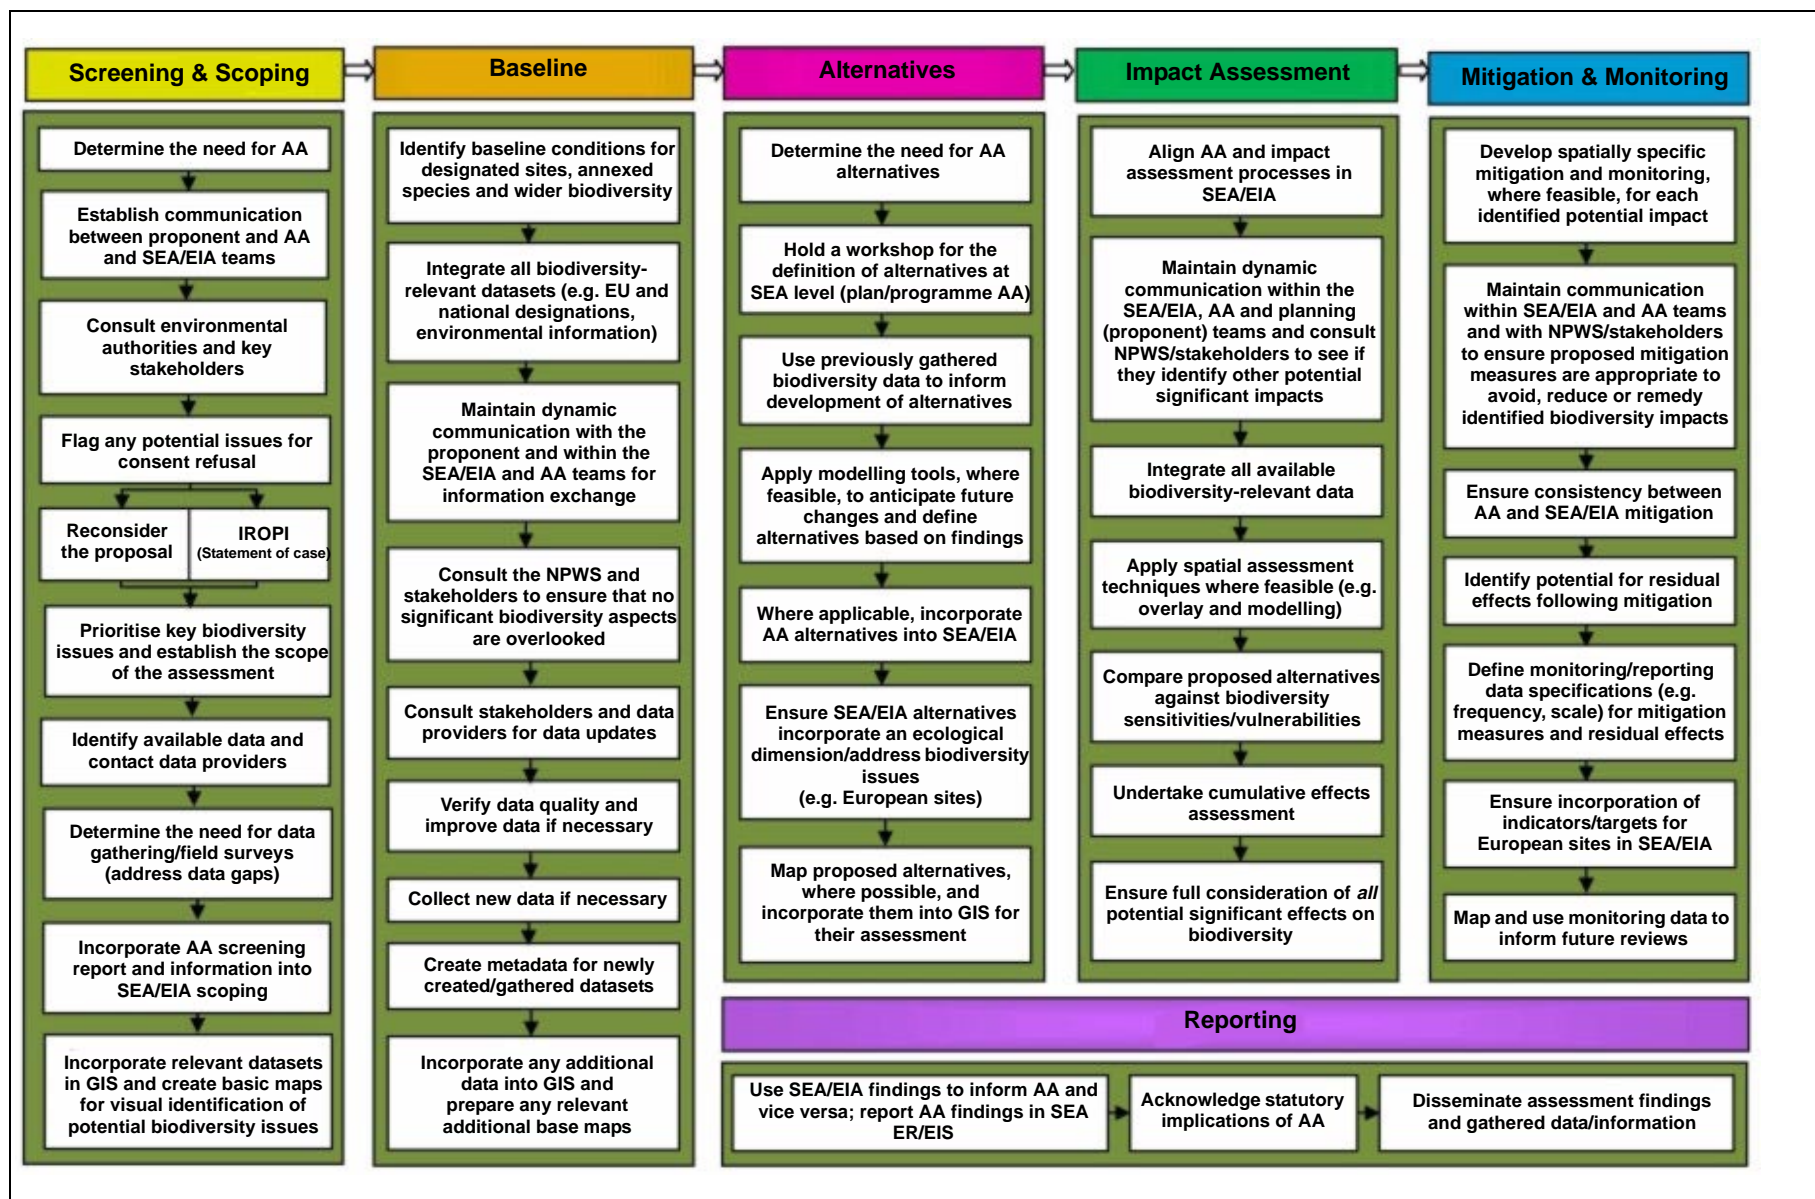 Screening & Scoping
Determine the need for AA
Establish communication
between proponent and AA
and SEA/EIA teams
Consult environmental
authorities and key
stakeholders
Flag any potential issues for
consent refusal
Reconsider
the proposal
IROPI
(Statement of case)
Prioritise key biodiversity
issues and establish the scope
of the assessment
Identify available data and
contact data providers
Determine the need for data
gathering/field surveys
(address data gaps)
Incorporate AA screening
report and information into
SEA/EIA scoping
Incorporate relevant datasets
in GIS and create basic maps
for visual identification of
potential biodiversity issues
Baseline
Identify baseline conditions for
designated sites, annexed
species and wider biodiversity
Integrate all biodiversity-
relevant datasets (e.g. EU and
national designations,
environmental information)
Maintain dynamic
communication with the
proponent and within the
SEA/EIA and AA teams for
information exchange
Consult the NPWS and
stakeholders to ensure that no
significant biodiversity aspects
are overlooked
Consult stakeholders and data
providers for data updates
Verify data quality and
improve data if necessary
Collect new data if necessary
Create metadata for newly
created/gathered datasets
Incorporate any additional
data into GIS and
prepare any relevant
additional base maps
Alternatives
Determine the need for AA
alternatives
Hold a workshop for the
definition of alternatives at
SEA level (plan/programme AA)
Use previously gathered
biodiversity data to inform
development of alternatives
Apply modelling tools, where
feasible, to anticipate future
changes and define
alternatives based on findings
Where applicable, incorporate
AA alternatives into SEA/EIA
Ensure SEA/EIA alternatives
incorporate an ecological
dimension/address biodiversity
issues
(e.g. European sites)
Map proposed alternatives,
where possible, and
incorporate them into GIS for
their assessment
Impact Assessment
Align AA and impact
assessment processes in
SEA/EIA
Maintain dynamic
communication within the
SEA/EIA, AA and planning
(proponent) teams and consult
NPWS/stakeholders to see if
they identify other potential
significant impacts
Integrate all available
biodiversity-relevant data
Apply spatial assessment
techniques where feasible (e.g.
overlay and modelling)
Compare proposed alternatives
against biodiversity
sensitivities/vulnerabilities
Undertake cumulative effects
assessment
Ensure full consideration of all
potential significant effects on
biodiversity
Mitigation & Monitoring
Develop spatially specific
mitigation and monitoring,
where feasible, for each
identified potential impact
Maintain communication
within SEA/EIA and AA teams
and with NPWS/stakeholders
to ensure proposed mitigation
measures are appropriate to
avoid, reduce or remedy
identified biodiversity impacts
Ensure consistency between
AA and SEA/EIA mitigation
Identify potential for residual
effects following mitigation
Define monitoring/reporting
data specifications (e.g.
frequency, scale) for mitigation
measures and residual effects
Ensure incorporation of
indicators/targets for
European sites in SEA/EIA
Map and use monitoring data to
inform future reviews
Reporting
Use SEA/EIA findings to inform AA and
vice versa; report AA findings in SEA
ER/EIS
Acknowledge statutory
implications of AA
Disseminate assessment findings
and gathered data/information